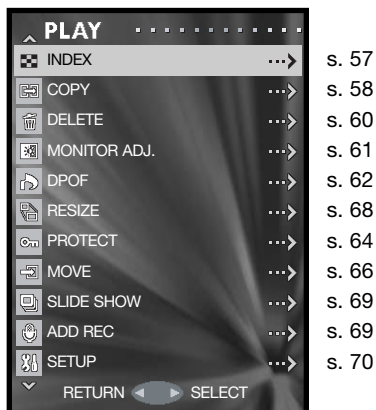 PLAY
INDEX s. 57
COPY s. 58
DELETE s. 60
MONITOR ADJ. s. 61
DPOF s. 62
RESIZE s. 68
PROTECT s. 64
MOVE s. 66
SLIDE SHOW s. 69
ADD REC s. 69
SETUP s. 70
RETURN SELECT